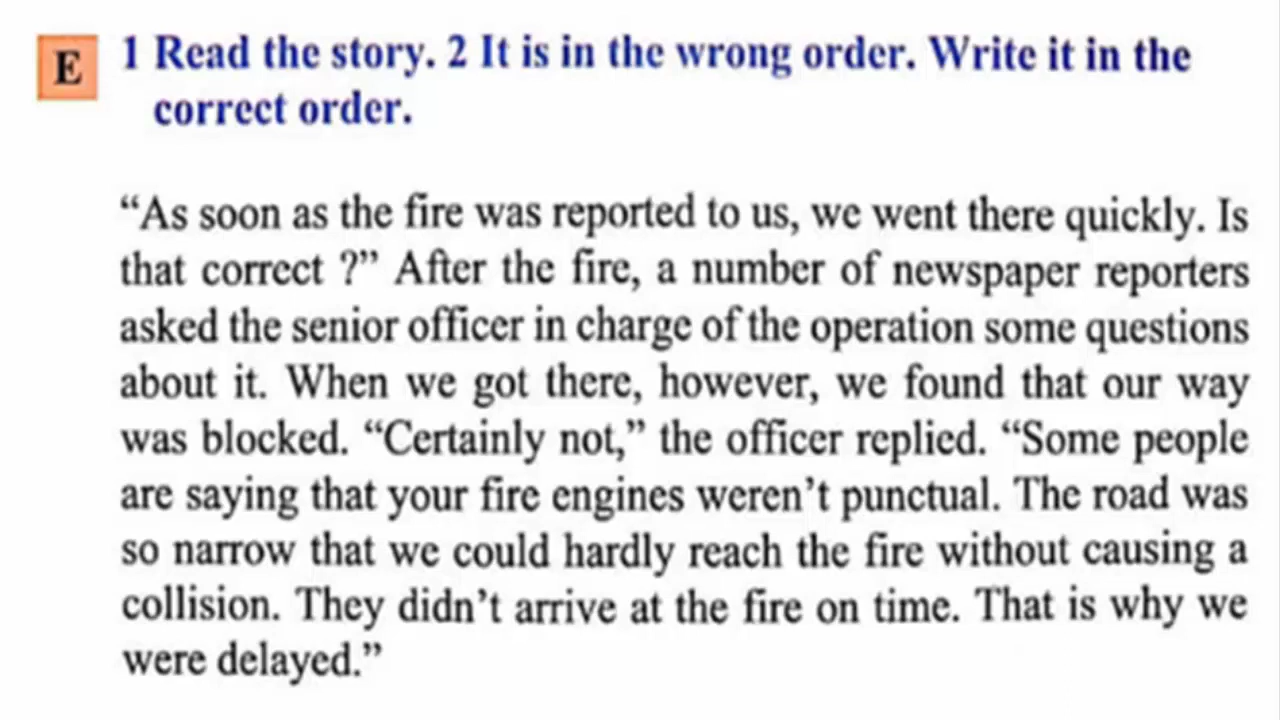 E 1 Read the story. 2 It is in the wrong order. Write it in the
correct order.
“As soon as the fire was reported to us, we went there quickly. Is
that correct ?” After the fire, a number of newspaper reporters
asked the senior officer in charge of the operation some questions
about it. When we got there, however, we found that our way
was blocked. “Certainly not,” the officer replied. “Some people
are saying that your fire engines weren’t punctual. The road was
so narrow that we could hardly reach the fire without causing a
collision. They didn’t arrive at the fire on time. That is why we
were delayed.”